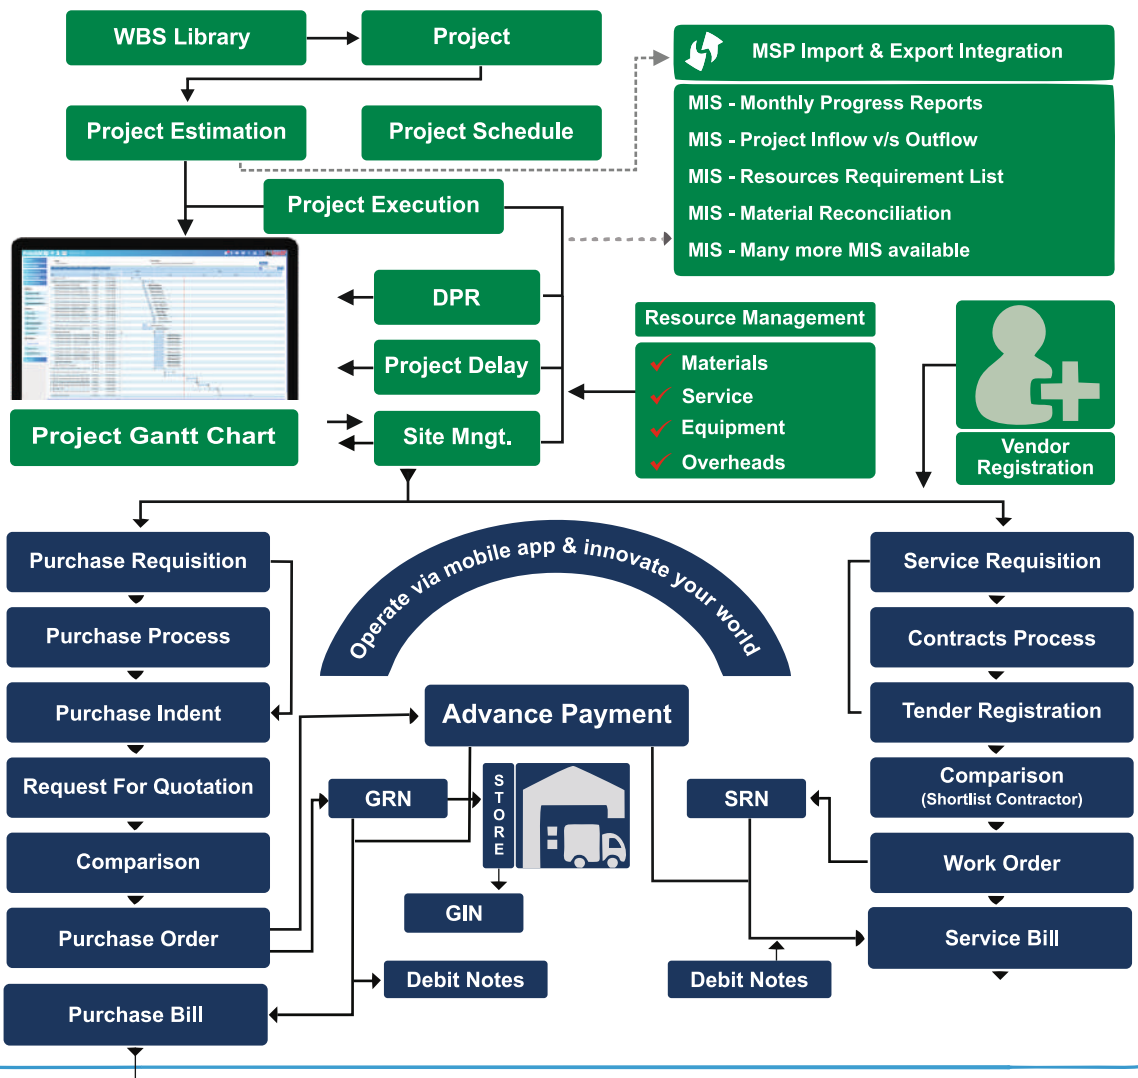 WBS Library
Project
MSP Import & Export Integration
Project Estimation
Project Schedule
MIS - Monthly Progress Reports
MIS - Project Inflow v/s Outflow
MIS - Resources Requirement List
MIS - Material Reconciliation
MIS - Many more MIS available
Project Execution
DPR
Project Delay
Site Mngt.
Project Gantt Chart
Resource Management
Materials
Service
Equipment
Overheads
Vendor
Registration
Operate via mobile app & innovate your world
Purchase Requisition
Purchase Process
Purchase Indent
Request For Quotation
Comparison
Purchase Order
Purchase Bill
Advance Payment
GRN
STORE
GIN
Debit Notes
SRN
Debit Notes
Service Requisition
Contracts Process
Tender Registration
Comparison
(Shortlist Contractor)
Work Order
Service Bill